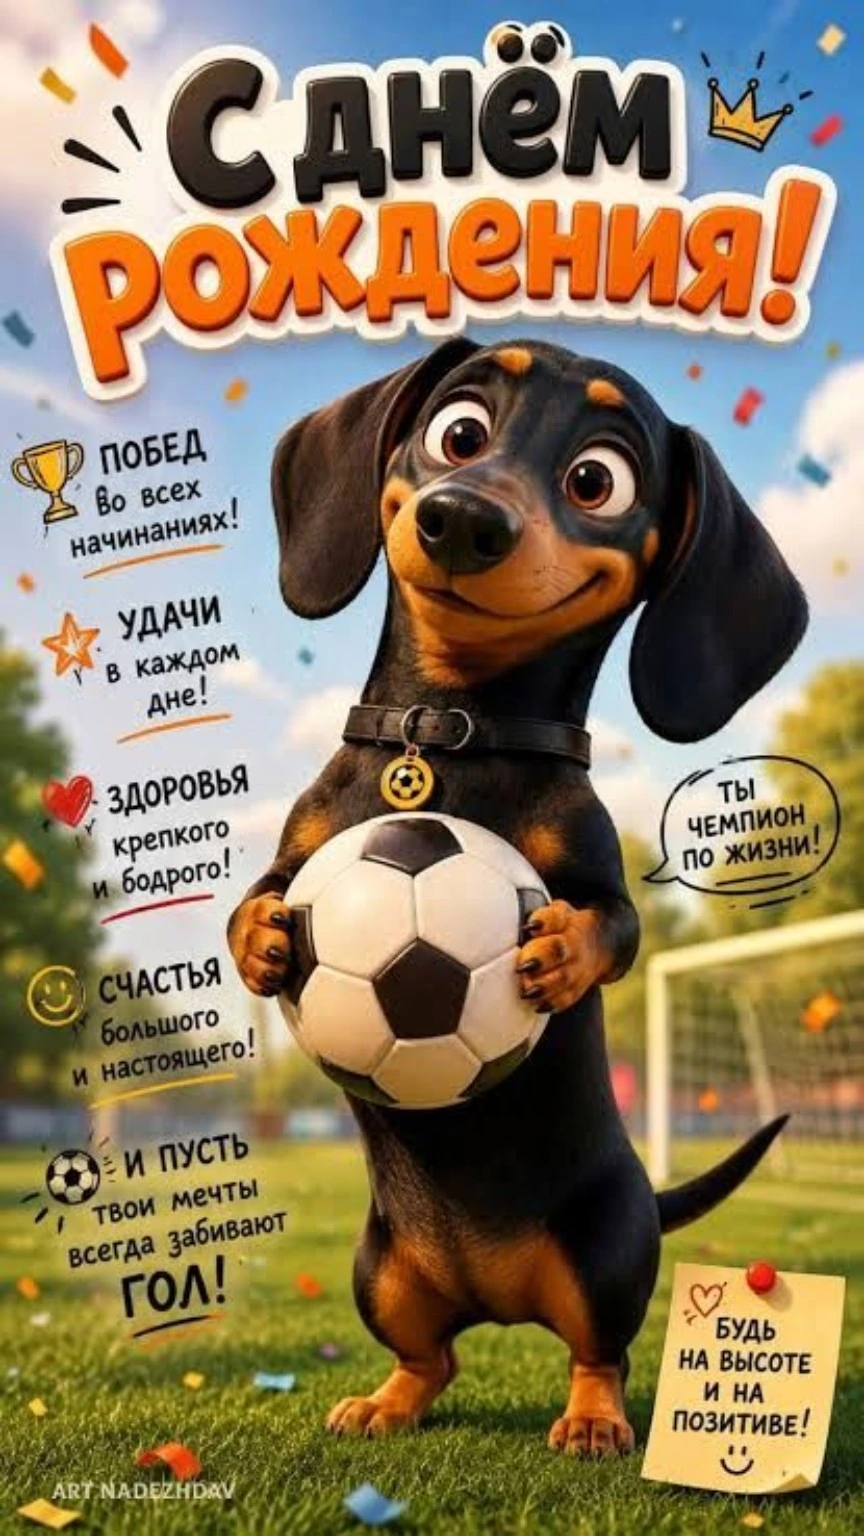 С днём
рождения!
ПОБЕД
во всех
начинаниях!
УДАЧИ
в каждом
дне!
ЗДОРОВЬЯ
крепкого
и бодрого!
СЧАСТЬЯ
большого
и настоящего!
И ПУСТЬ
твои мечты
всегда забивают
ГОЛ!
ТЫ
ЧЕМПИОН
ПО ЖИЗНИ!
БУДЬ
НА ВЫСОТЕ
И НА
ПОЗИТИВЕ!
ART NADEZHDAV